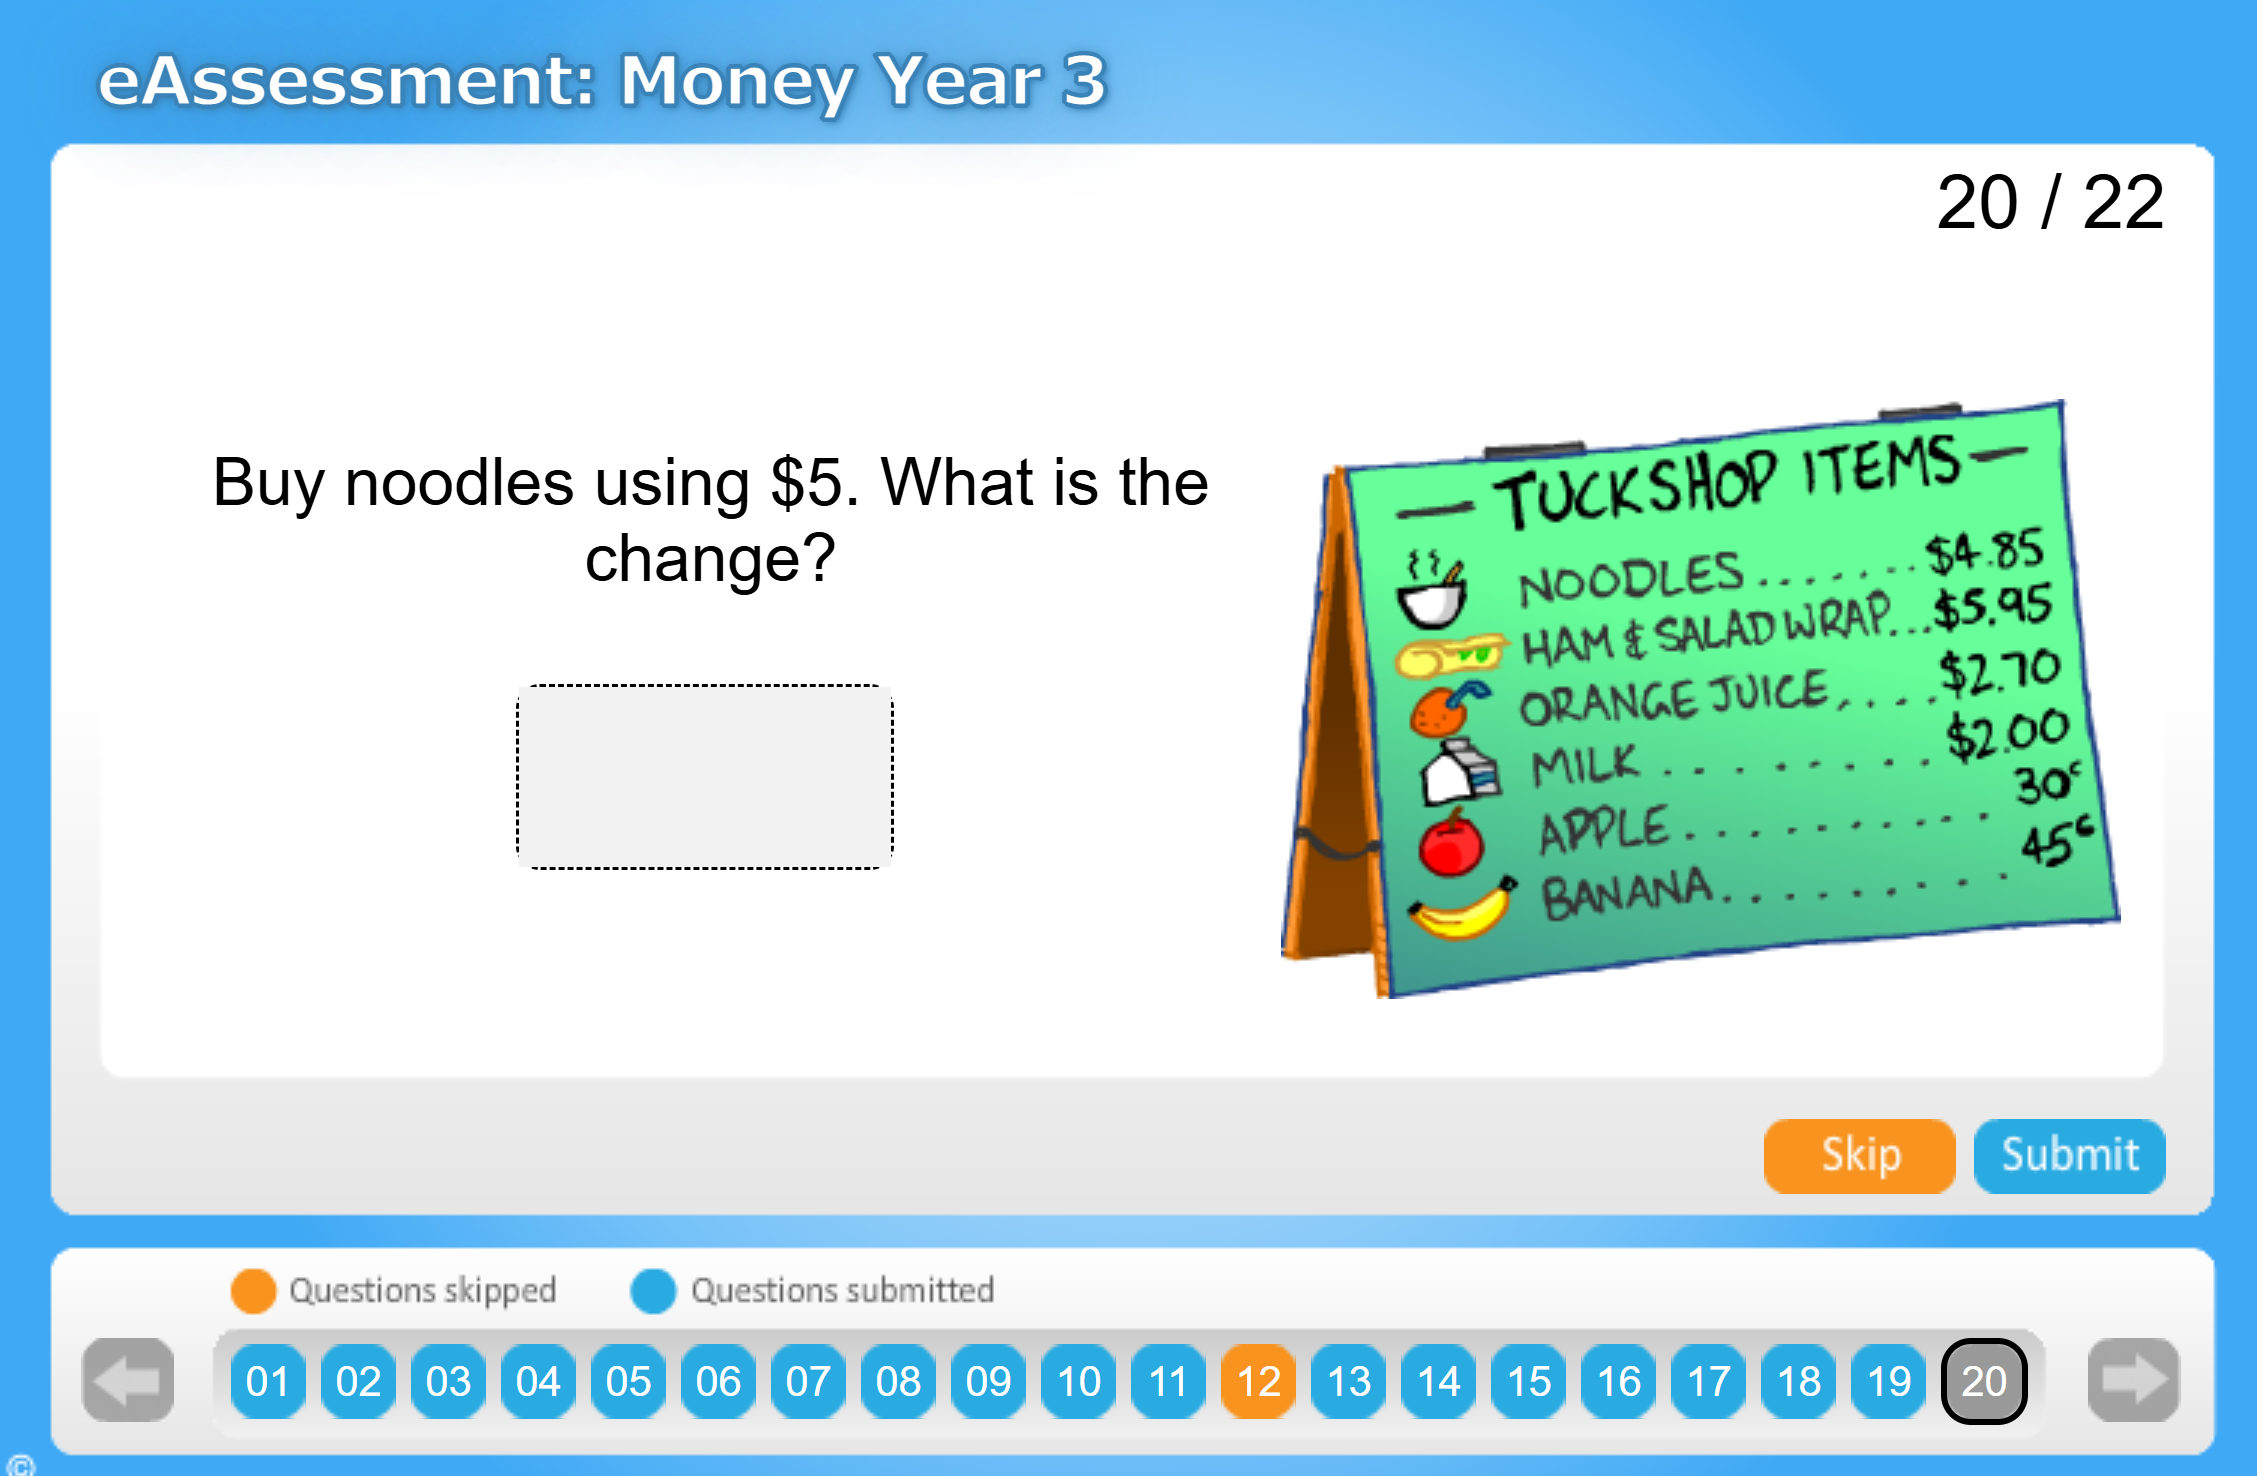 eAssessment: Money Year 3
20 / 22
Buy noodles using $5. What is the
change?
— TUCKSHOP ITEMS —
NOODLES.......$4.85
HAM & SALAD WRAP...$5.95
ORANGE JUICE.....$2.70
MILK.........$2.00
APPLE..........30c
BANANA.........45c
Skip Submit
Questions skipped Questions submitted
01 02 03 04 05 06 07 08 09 10 11 12 13 14 15 16 17 18 19 20
©